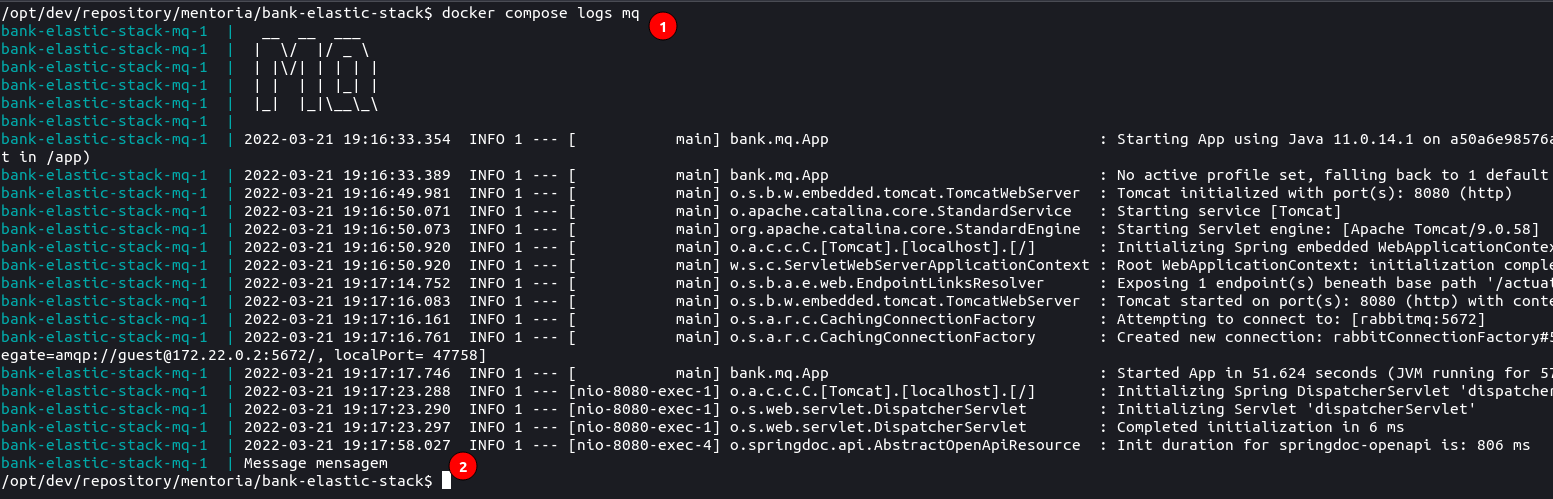 /opt/dev/repository/mentoria/bank-elastic-stack$ docker compose logs mq
1
bank-elastic-stack-mq-1  |   __  __  ___
bank-elastic-stack-mq-1  |  |  \/  |/ _ \
bank-elastic-stack-mq-1  |  | |\/| | | | |
bank-elastic-stack-mq-1  |  | |  | | |_| |
bank-elastic-stack-mq-1  |  |_|  |_|\__\_\
bank-elastic-stack-mq-1  |
bank-elastic-stack-mq-1  | 2022-03-21 19:16:33.354  INFO 1 --- [           main] bank.mq.App                              : Starting App using Java 11.0.14.1 on a50a6e98576a
t in /app)
bank-elastic-stack-mq-1  | 2022-03-21 19:16:33.389  INFO 1 --- [           main] bank.mq.App                              : No active profile set, falling back to 1 default
bank-elastic-stack-mq-1  | 2022-03-21 19:16:49.981  INFO 1 --- [           main] o.s.b.w.embedded.tomcat.TomcatWebServer  : Tomcat initialized with port(s): 8080 (http)
bank-elastic-stack-mq-1  | 2022-03-21 19:16:50.071  INFO 1 --- [           main] o.apache.catalina.core.StandardService   : Starting service [Tomcat]
bank-elastic-stack-mq-1  | 2022-03-21 19:16:50.073  INFO 1 --- [           main] org.apache.catalina.core.StandardEngine  : Starting Servlet engine: [Apache Tomcat/9.0.58]
bank-elastic-stack-mq-1  | 2022-03-21 19:16:50.920  INFO 1 --- [           main] o.a.c.c.C.[Tomcat].[localhost].[/]       : Initializing Spring embedded WebApplicationContex
bank-elastic-stack-mq-1  | 2022-03-21 19:16:50.920  INFO 1 --- [           main] w.s.c.ServletWebServerApplicationContext : Root WebApplicationContext: initialization comple
bank-elastic-stack-mq-1  | 2022-03-21 19:17:14.752  INFO 1 --- [           main] o.s.b.a.e.web.EndpointLinksResolver      : Exposing 1 endpoint(s) beneath base path '/actuat
bank-elastic-stack-mq-1  | 2022-03-21 19:17:16.083  INFO 1 --- [           main] o.s.b.w.embedded.tomcat.TomcatWebServer  : Tomcat started on port(s): 8080 (http) with conte
bank-elastic-stack-mq-1  | 2022-03-21 19:17:16.161  INFO 1 --- [           main] o.s.a.r.c.CachingConnectionFactory       : Attempting to connect to: [rabbitmq:5672]
bank-elastic-stack-mq-1  | 2022-03-21 19:17:16.761  INFO 1 --- [           main] o.s.a.r.c.CachingConnectionFactory       : Created new connection: rabbitConnectionFactory#5
egate=amqp://guest@172.22.0.2:5672/, localPort= 47758]
bank-elastic-stack-mq-1  | 2022-03-21 19:17:17.746  INFO 1 --- [           main] bank.mq.App                              : Started App in 51.624 seconds (JVM running for 57
bank-elastic-stack-mq-1  | 2022-03-21 19:17:23.288  INFO 1 --- [nio-8080-exec-1] o.a.c.c.C.[Tomcat].[localhost].[/]       : Initializing Spring DispatcherServlet 'dispatcher
bank-elastic-stack-mq-1  | 2022-03-21 19:17:23.290  INFO 1 --- [nio-8080-exec-1] o.s.web.servlet.DispatcherServlet        : Initializing Servlet 'dispatcherServlet'
bank-elastic-stack-mq-1  | 2022-03-21 19:17:23.297  INFO 1 --- [nio-8080-exec-1] o.s.web.servlet.DispatcherServlet        : Completed initialization in 6 ms
bank-elastic-stack-mq-1  | 2022-03-21 19:17:58.027  INFO 1 --- [nio-8080-exec-4] o.springdoc.api.AbstractOpenApiResource  : Init duration for springdoc-openapi is: 806 ms
bank-elastic-stack-mq-1  | Message mensagem
2
/opt/dev/repository/mentoria/bank-elastic-stack$